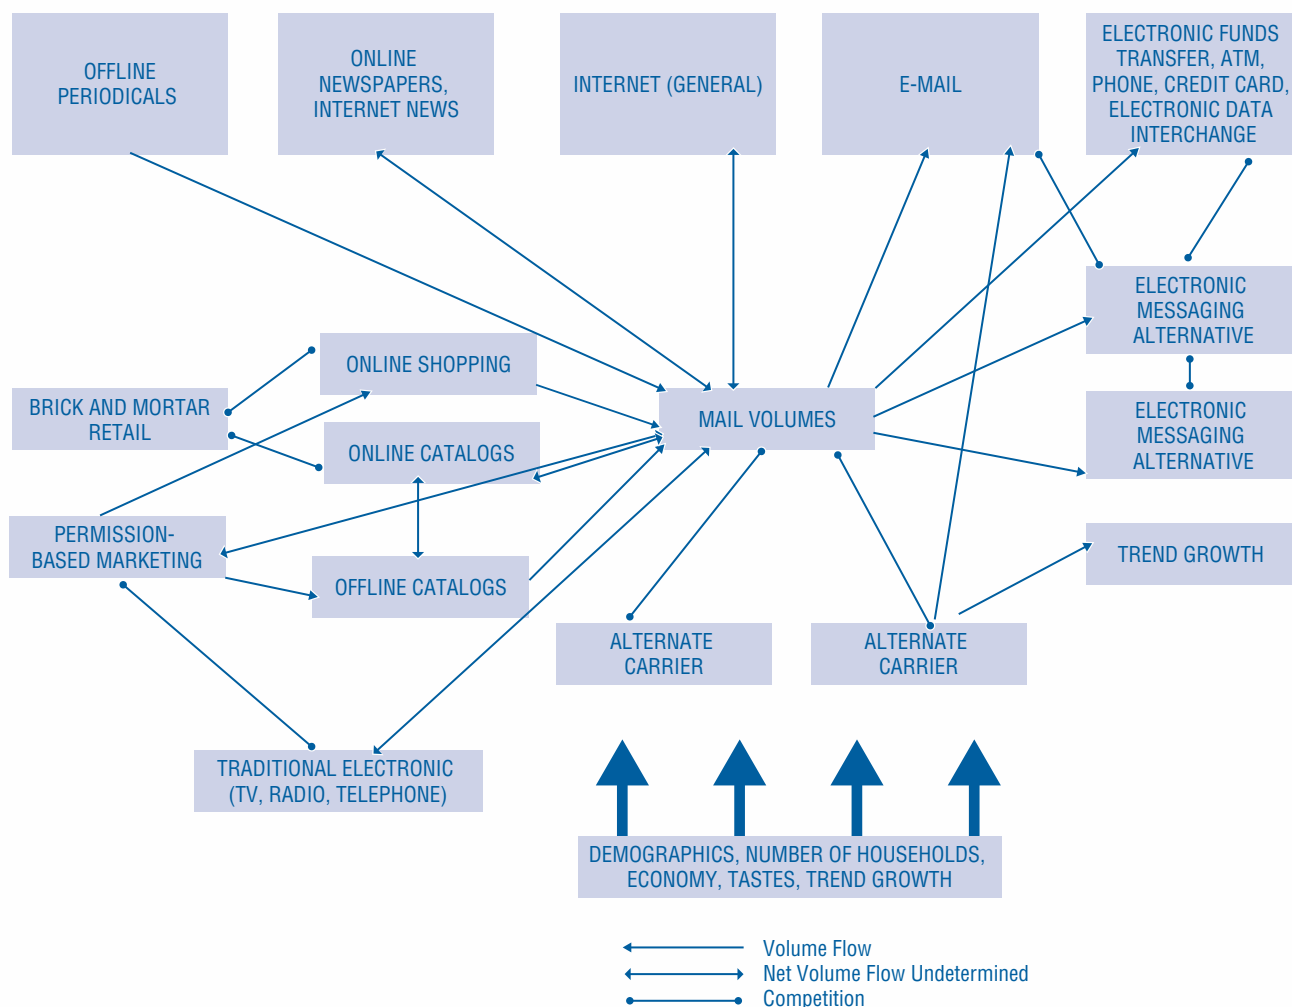 OFFLINE
PERIODICALS
ONLINE
NEWSPAPERS,
INTERNET NEWS
INTERNET (GENERAL)
E-MAIL
ELECTRONIC FUNDS
TRANSFER, ATM,
PHONE, CREDIT CARD,
ELECTRONIC DATA
INTERCHANGE
ELECTRONIC
MESSAGING
ALTERNATIVE
ONLINE SHOPPING
BRICK AND MORTAR
RETAIL
MAIL VOLUMES
ELECTRONIC
MESSAGING
ALTERNATIVE
ONLINE CATALOGS
PERMISSION-
BASED MARKETING
TREND GROWTH
OFFLINE CATALOGS
ALTERNATE
CARRIER
ALTERNATE
CARRIER
TRADITIONAL ELECTRONIC
(TV, RADIO, TELEPHONE)
DEMOGRAPHICS, NUMBER OF HOUSEHOLDS,
ECONOMY, TASTES, TREND GROWTH
Volume Flow
Net Volume Flow Undetermined
Competition